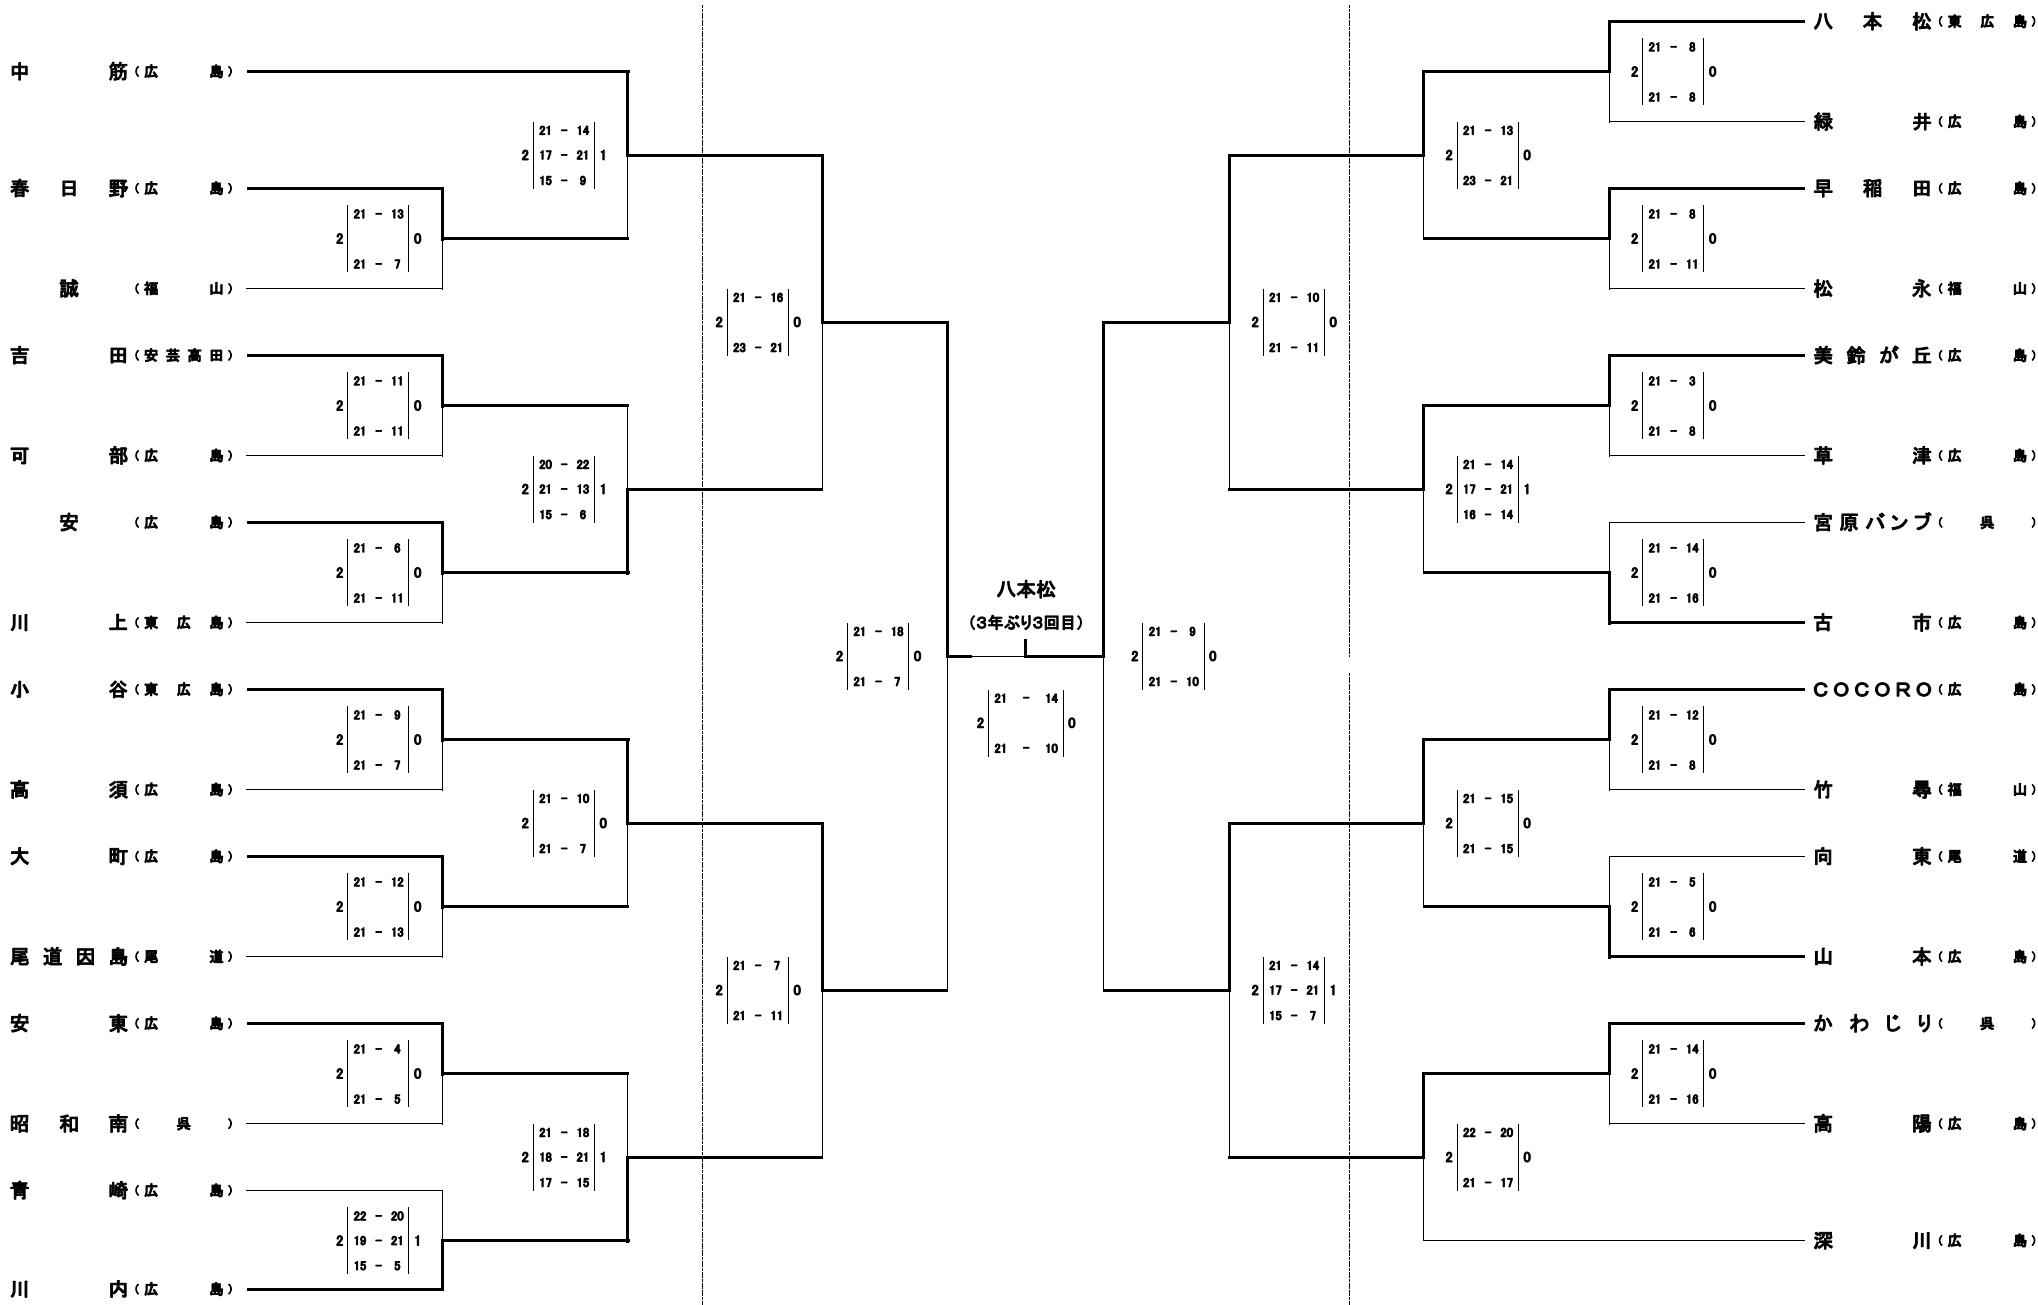 中筋(広島)
春日野(広島)
誠(福山)
吉田(安芸高田)
可部(広島)
安(広島)
川上(東広島)
小谷(東広島)
高須(広島)
大町(広島)
尾道因島(尾道)
安東(広島)
昭和南(呉)
青崎(広島)
川内(広島)
21 - 13
2 0
21 - 7
21 - 11
2 0
21 - 11
21 - 6
2 0
21 - 11
21 - 9
2 0
21 - 7
21 - 12
2 0
21 - 13
21 - 4
2 0
21 - 5
22 - 20
2 19 - 21 1
15 - 5
21 - 14
2 17 - 21 1
15 - 9
20 - 22
2 21 - 13 1
15 - 6
21 - 10
2 0
21 - 7
21 - 18
2 18 - 21 1
17 - 15
21 - 16
2 0
23 - 21
21 - 7
2 0
21 - 11
21 - 18
2 0
21 - 7
八本松
(3年ぶり3回目)
21 - 14
2 0
21 - 10
21 - 9
2 0
21 - 10
21 - 10
2 0
21 - 11
21 - 14
2 17 - 21 1
15 - 7
21 - 13
2 0
23 - 21
21 - 14
2 17 - 21 1
16 - 14
21 - 15
2 0
21 - 15
22 - 20
2 0
21 - 17
21 - 8
2 0
21 - 8
21 - 8
2 0
21 - 11
21 - 3
2 0
21 - 8
21 - 14
2 0
21 - 16
21 - 12
2 0
21 - 8
21 - 5
2 0
21 - 6
21 - 14
2 0
21 - 16
八本松(東広島)
緑井(広島)
早稲田(広島)
松永(福山)
美鈴が丘(広島)
草津(広島)
宮原バンブ(呉)
古市(広島)
COCORO(広島)
竹尋(福山)
向東(尾道)
山本(広島)
かわじり(呉)
高陽(広島)
深川(広島)